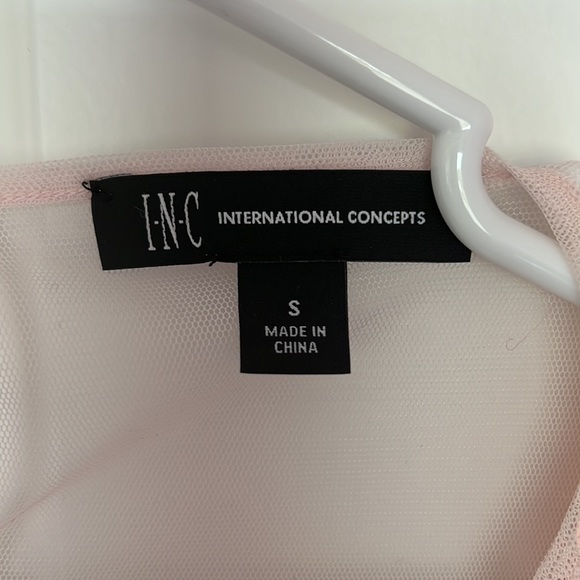 I-N-C INTERNATIONAL CONCEPTS
S
MADE IN
CHINA